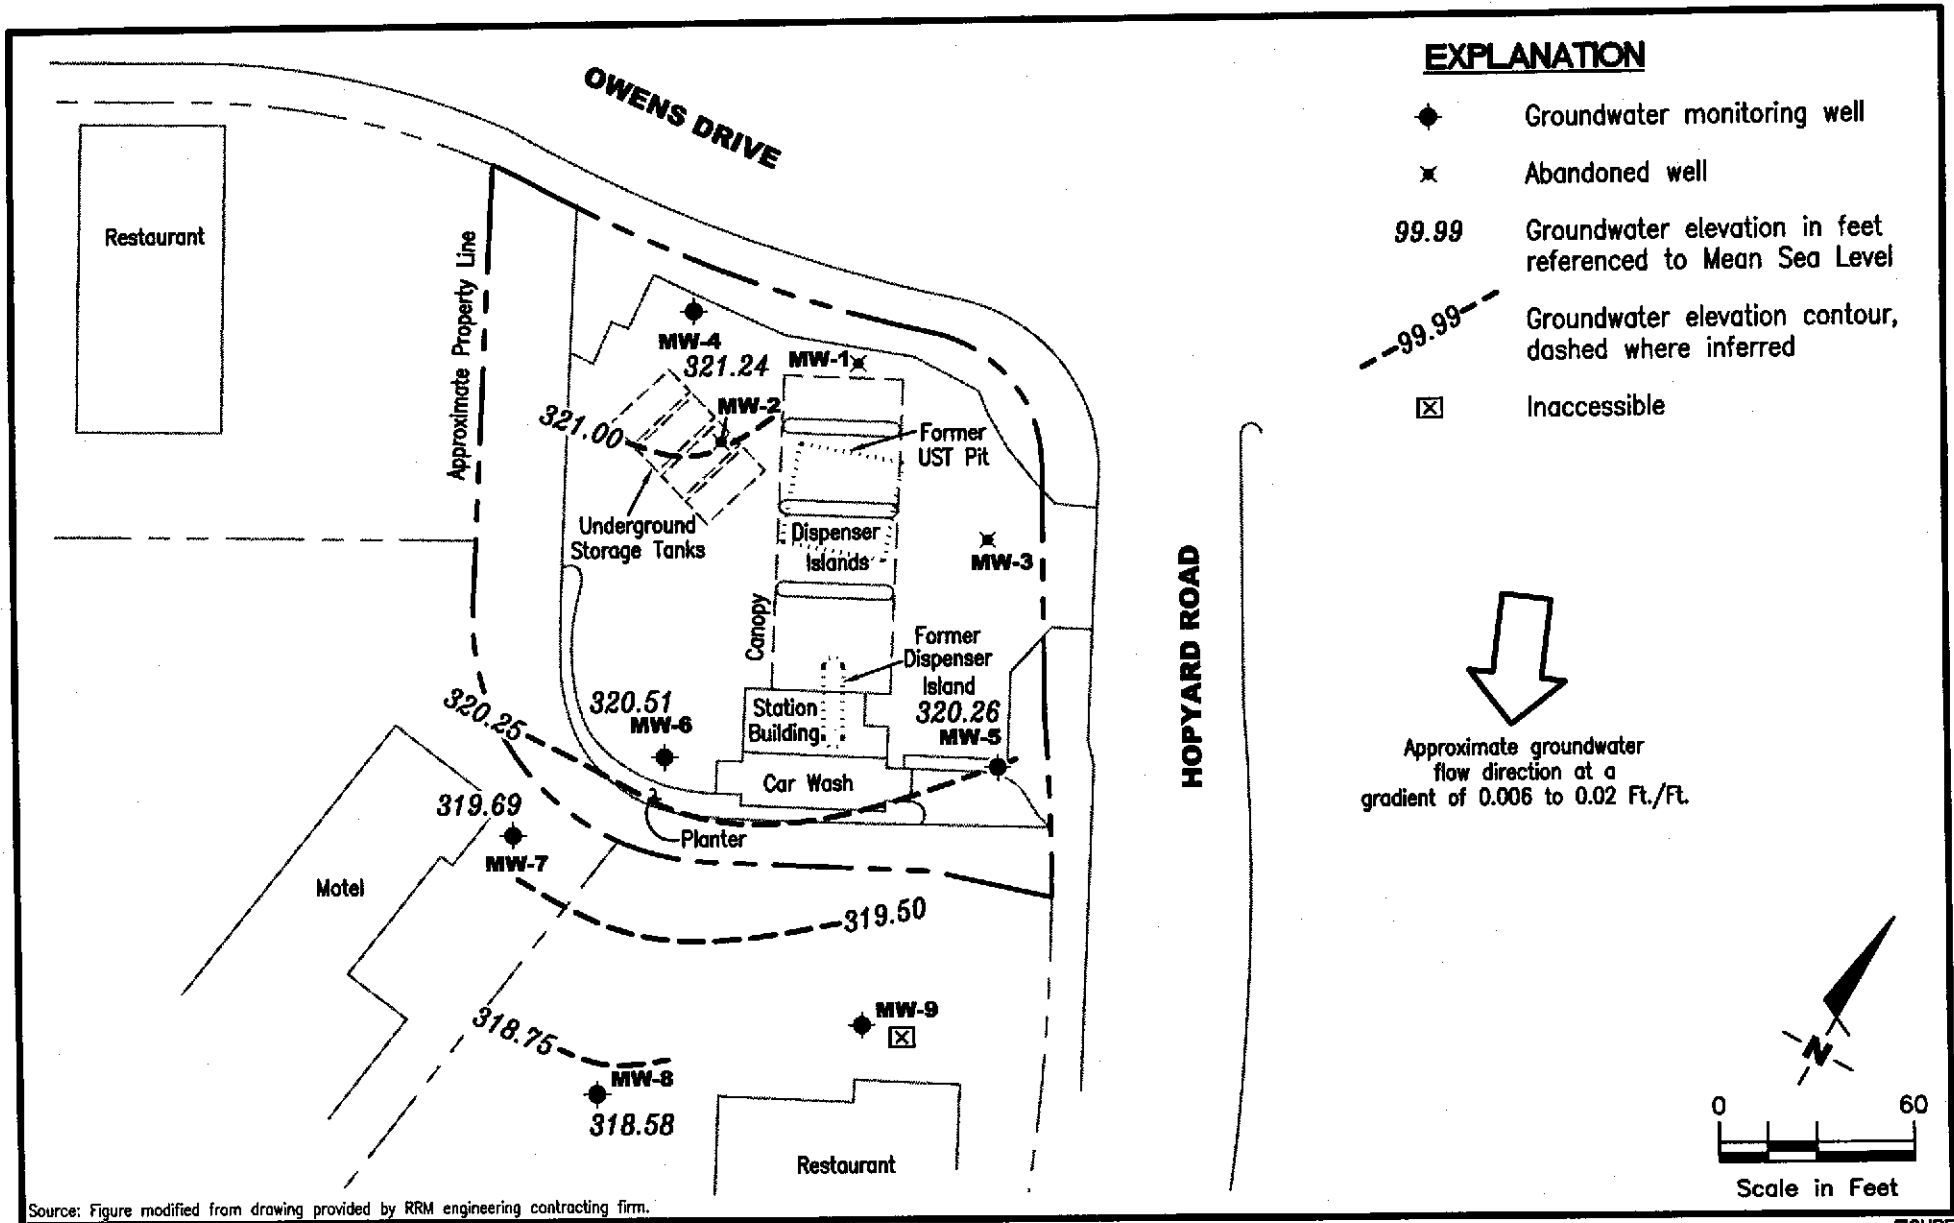 EXPLANATION
Groundwater monitoring well
Abandoned well
99.99
Groundwater elevation in feet
referenced to Mean Sea Level
99.99
Groundwater elevation contour,
dashed where inferred
Inaccessible
OWENS DRIVE
Restaurant
Approximate Property Line
MW-4
321.24
MW-1
MW-2
321.00
Former
UST Pit
Underground
Storage Tanks
Dispenser
Islands
MW-3
HOPYARD ROAD
Canopy
Former
Dispenser
Island
320.51
MW-6
320.25
Station
Building
320.26
MW-5
Car Wash
Planter
319.69
MW-7
Motel
319.50
318.75
MW-8
318.58
MW-9
Restaurant
Approximate groundwater
flow direction at a
gradient of 0.006 to 0.02 Ft./Ft.
N
0 60
Scale in Feet
Source: Figure modified from drawing provided by RRM engineering contracting firm.